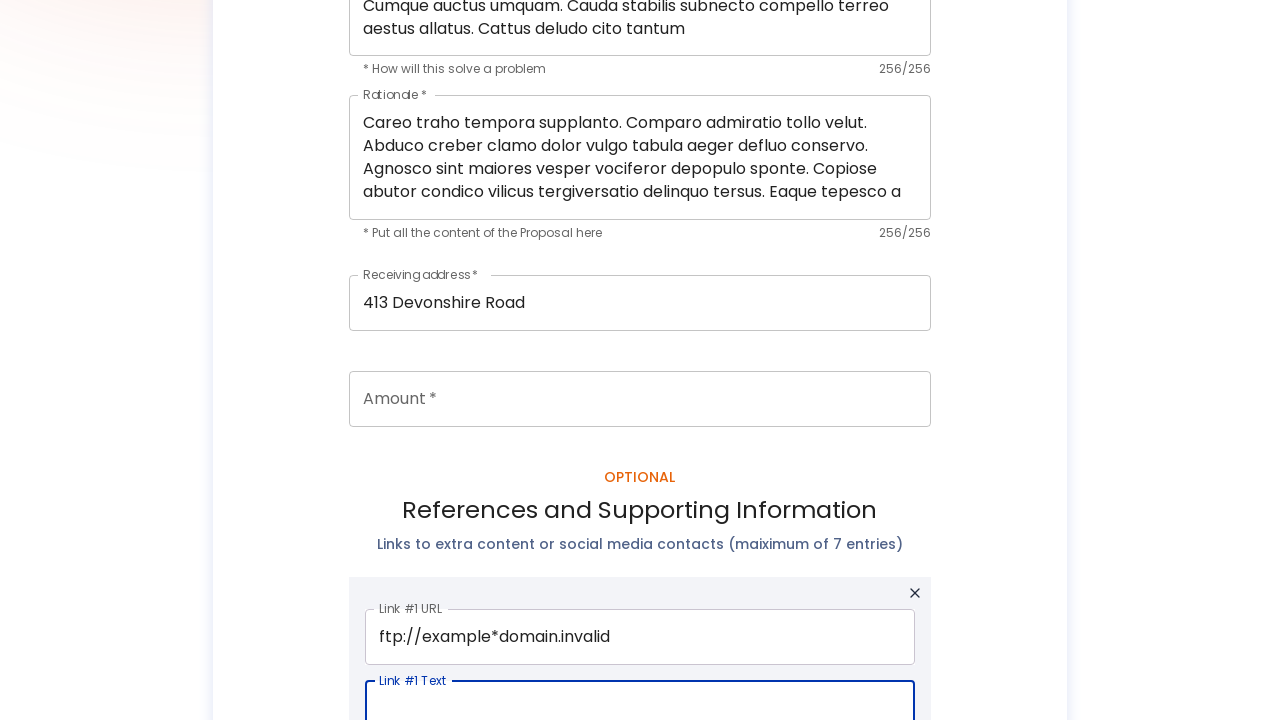 Cumque auctus umquam. Cauda stabilis subnecto compello terreo
aestus allatus. Cattus deludo cito tantum
* How will this solve a problem 256/256
Rationale *
Careo traho tempora supplanto. Comparo admiratio tollo velut.
Abduco creber clamo dolor vulgo tabula aeger defluo conservo.
Agnosco sint maiores vesper vociferor depopulo sponte. Copiose
abutor condico vilicus tergiversatio delinquo tersus. Eaque tepesco a
* Put all the content of the Proposal here 256/256
Receiving address *
413 Devonshire Road
Amount *
OPTIONAL
References and Supporting Information
Links to extra content or social media contacts (maiximum of 7 entries)
Link #1 URL
ftp://example*domain.invalid
Link #1 Text